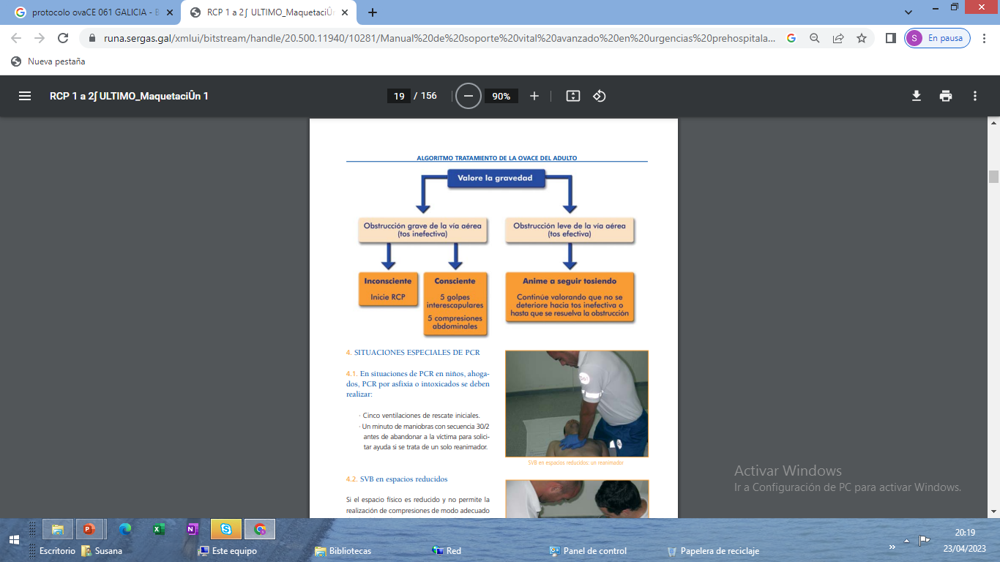 protocolo ovaCE 061 GALICIA - B
RCP 1 a 2∫ ULTIMO_MaquetaciÛn
runa.sergas.gal/xmlui/bitstream/handle/20.500.11940/10281/Manual%20de%20soporte%20vital%20avanzado%20en%20urgencias%20prehospitala...
S
En pausa
Nueva pestaña
RCP 1 a 2∫ ULTIMO_MaquetaciÛn 1
19 / 156
90%
ALGORITMO TRATAMIENTO DE LA OVACE DEL ADULTO
Valore la gravedad
Obstrucción grave de la vía aérea
(tos inefectiva)
Obstrucción leve de la vía aérea
(tos efectiva)
Inconsciente
Inicie RCP
Consciente
5 golpes
interescapulares
5 compresiones
abdominales
Anime a seguir tosiendo
Continúe valorando que no se
deteriore hacia tos inefectiva o
hasta que se resuelva la obstrucción
4. SITUACIONES ESPECIALES DE PCR
4.1. En situaciones de PCR en niños, ahoga-
dos, PCR por asfixia o intoxicados se deben
realizar:
· Cinco ventilaciones de rescate iniciales.
· Un minuto de maniobras con secuencia 30/2
antes de abandonar a la víctima para solici-
tar ayuda si se trata de un solo reanimador.
SVB en espacios reducidos: un reanimador
4.2. SVB en espacios reducidos
Si el espacio físico es reducido y no permite la
realización de compresiones de modo adecuado
Activar Windows
Ir a Configuración de PC para activar Windows.
Escritorio
Susana
Este equipo
Bibliotecas
Red
Panel de control
Papelera de reciclaje
»
20:19
23/04/2023